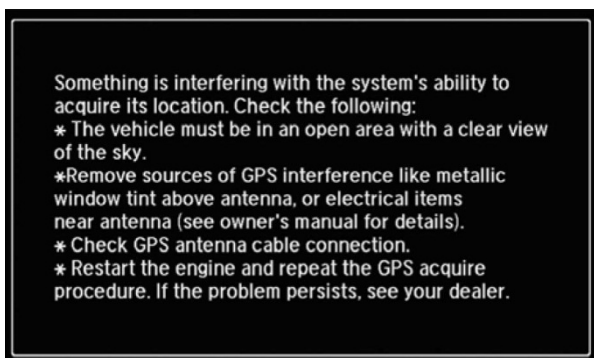 Something is interfering with the system's ability to
acquire its location. Check the following:
* The vehicle must be in an open area with a clear view
of the sky.
*Remove sources of GPS interference like metallic
window tint above antenna, or electrical items
near antenna (see owner's manual for details).
* Check GPS antenna cable connection.
* Restart the engine and repeat the GPS acquire
procedure. If the problem persists, see your dealer.